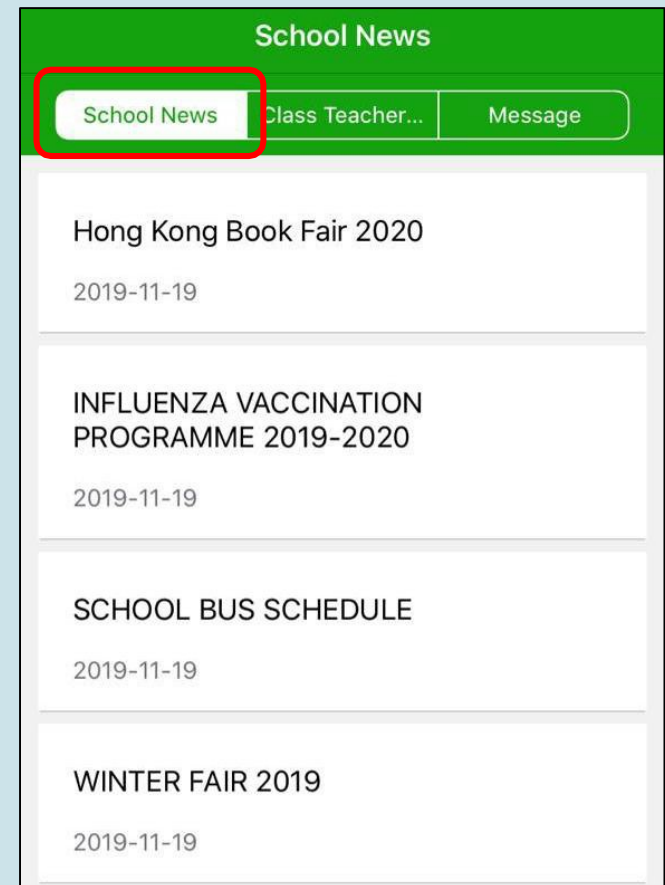 School News
School News
Class Teacher...
Message
Hong Kong Book Fair 2020
2019-11-19
INFLUENZA VACCINATION
PROGRAMME 2019-2020
2019-11-19
SCHOOL BUS SCHEDULE
2019-11-19
WINTER FAIR 2019
2019-11-19